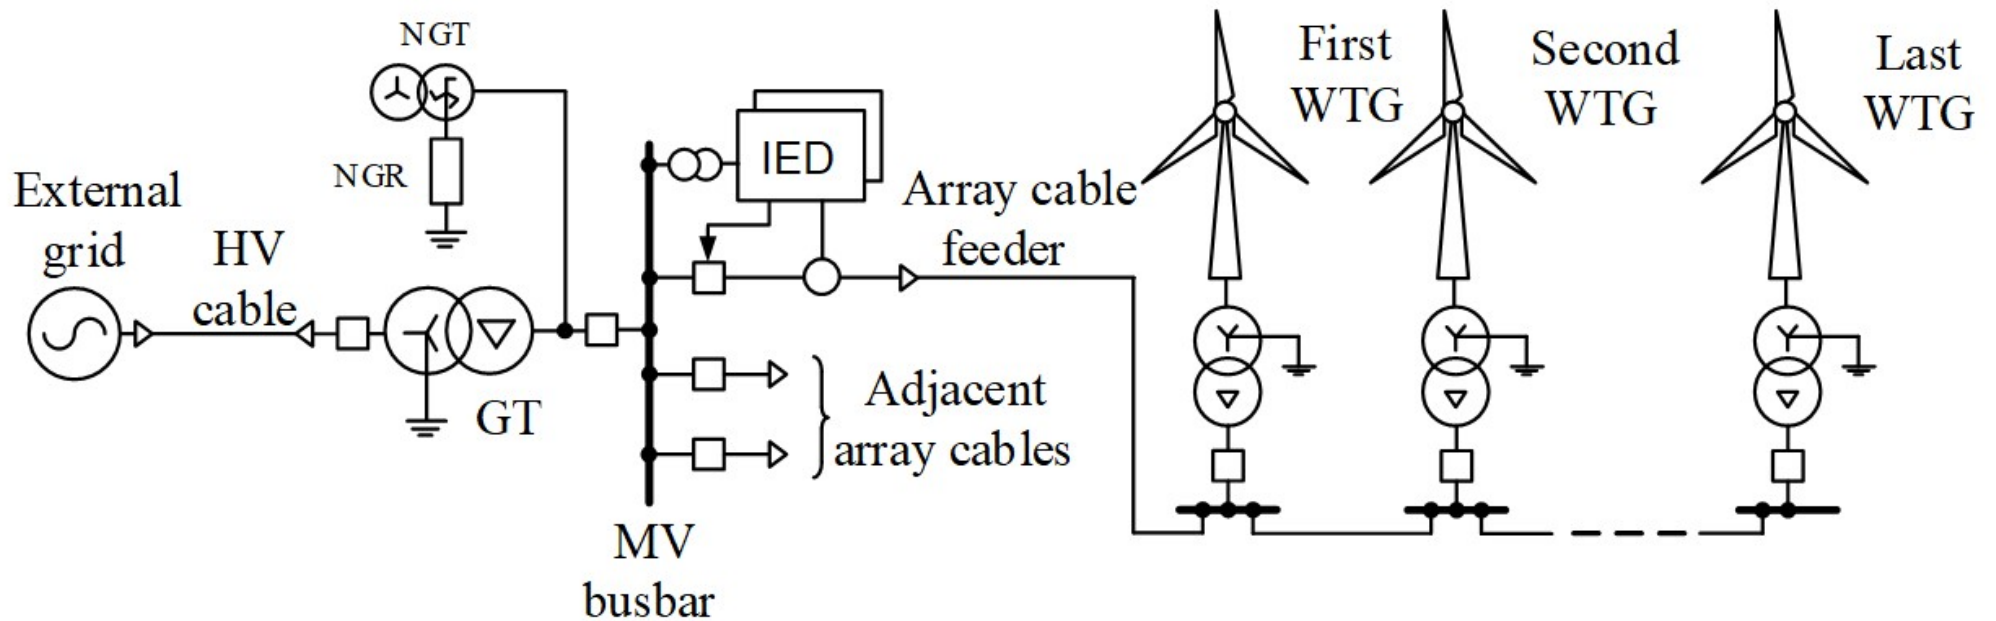 NGT
NGR
External
grid
HV
cable
GT
IED
MV
busbar
Array cable
feeder
Adjacent
array cables
First
WTG
Second
WTG
Last
WTG